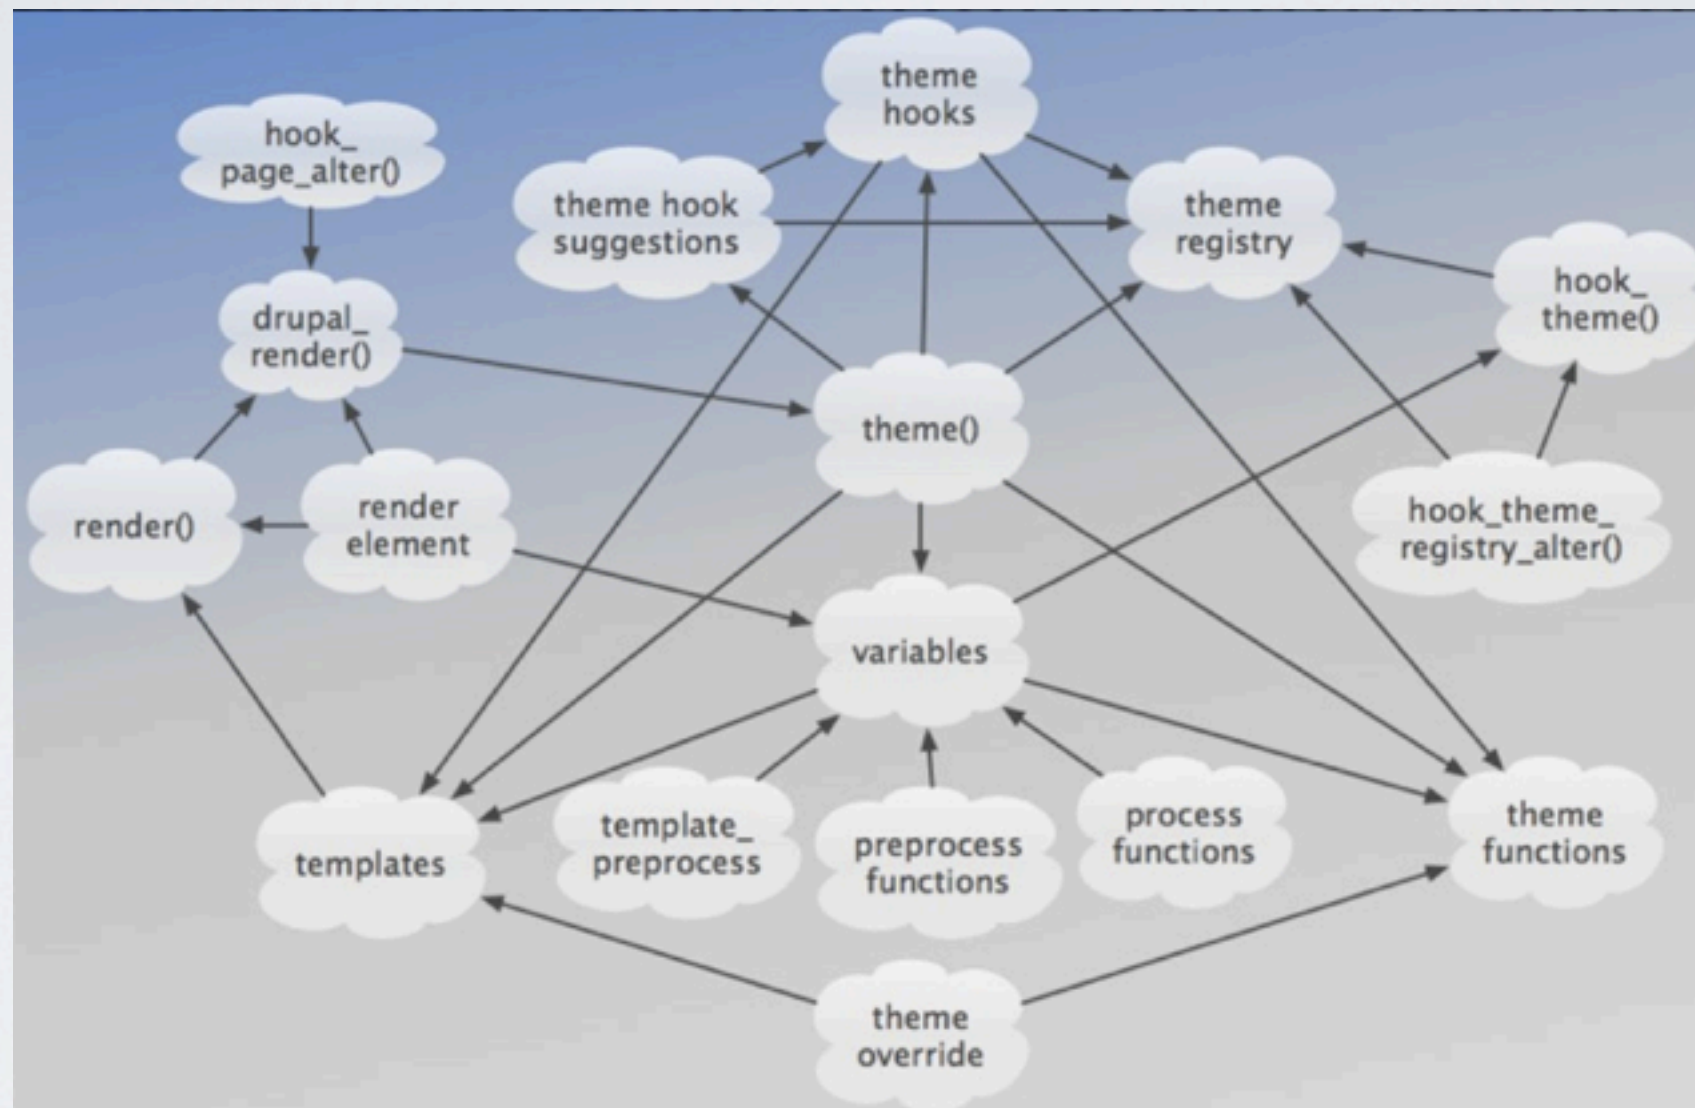 theme
hooks
hook_
page_alter()
theme hook
suggestions
theme
registry
hook_
theme()
drupal_
render()
theme()
render()
render
element
hook_theme_
registry_alter()
variables
templates
template_
preprocess
preprocess
functions
process
functions
theme
functions
theme
override